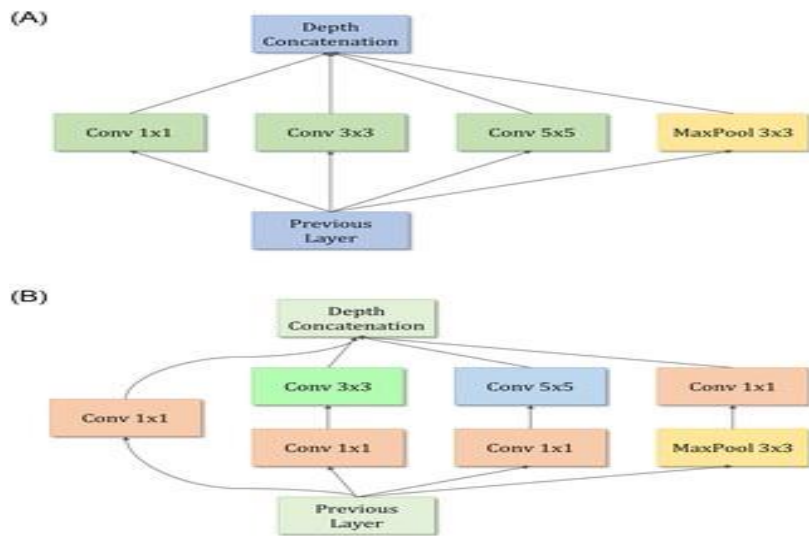 (A)
Depth
Concatenation
Conv 1x1
Conv 3x3
Conv 5x5
MaxPool 3x3
Previous
Layer
(B)
Depth
Concatenation
Conv 3x3
Conv 5x5
Conv 1x1
Conv 1x1
Conv 1x1
Conv 1x1
MaxPool 3x3
Previous
Layer